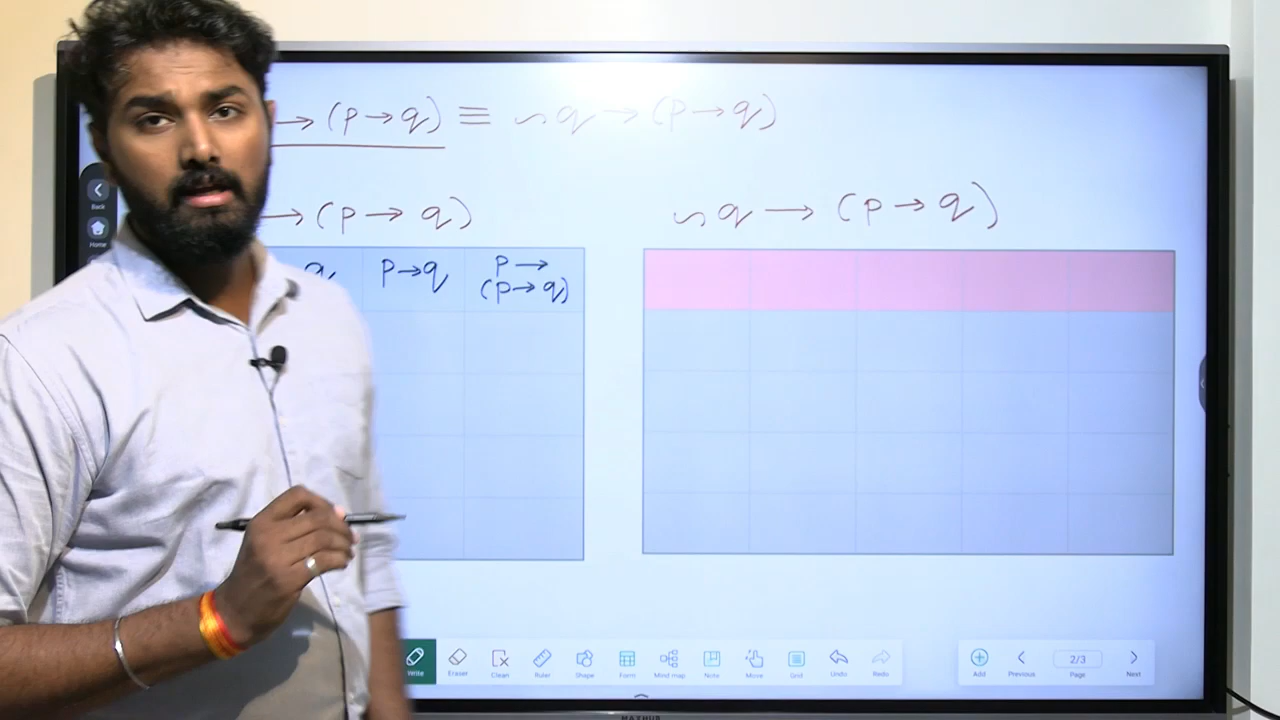 → (p → q) ≡ ~q → (p → q)
→ (p → q)
~q → (p → q)
q
p→q
p →
(p → q)
Back
Home
Write
Eraser
Clean
Ruler
Shape
Form
Mind map
Note
Move
Grid
Undo
Redo
Add
Previous
2/3
Page
Next
MAXHUB